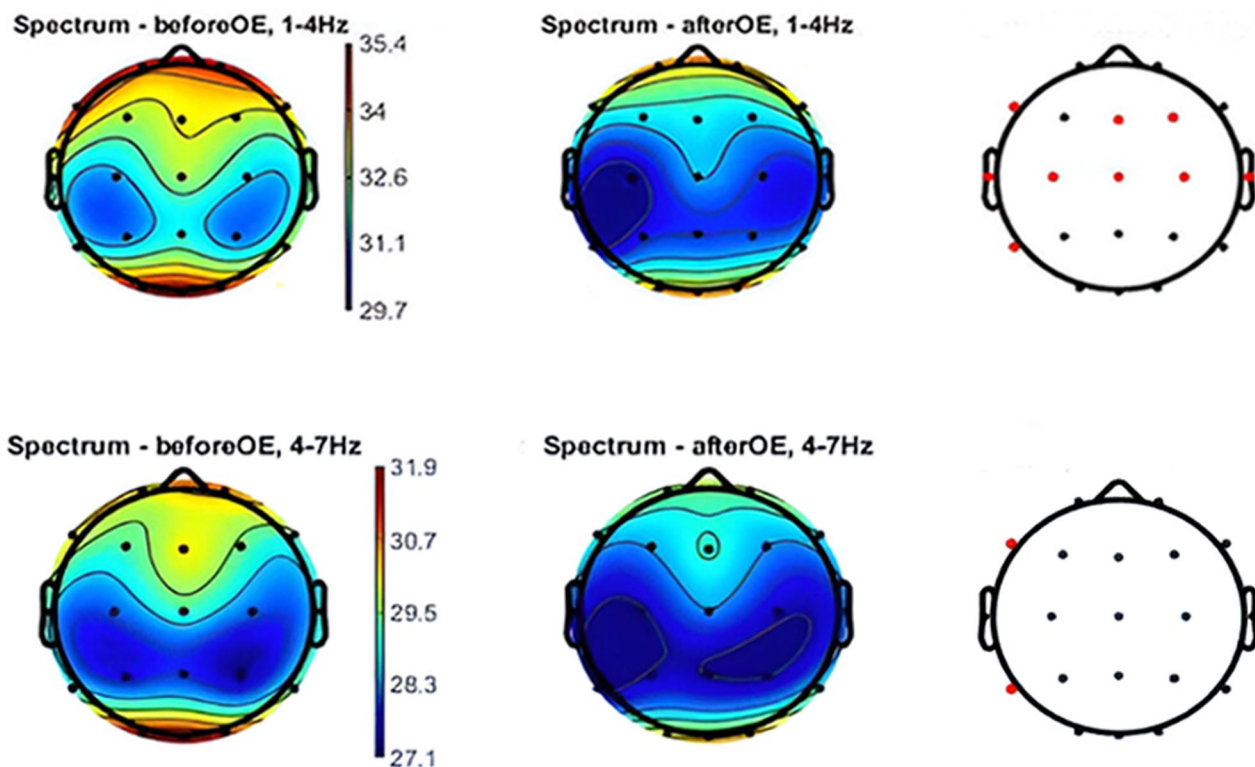 Spectrum - beforeOE, 1-4Hz
35.4
34
32.6
31.1
29.7
Spectrum - afterOE, 1-4Hz
Spectrum - beforeOE, 4-7Hz
31.9
30.7
29.5
28.3
27.1
Spectrum - afterOE, 4-7Hz